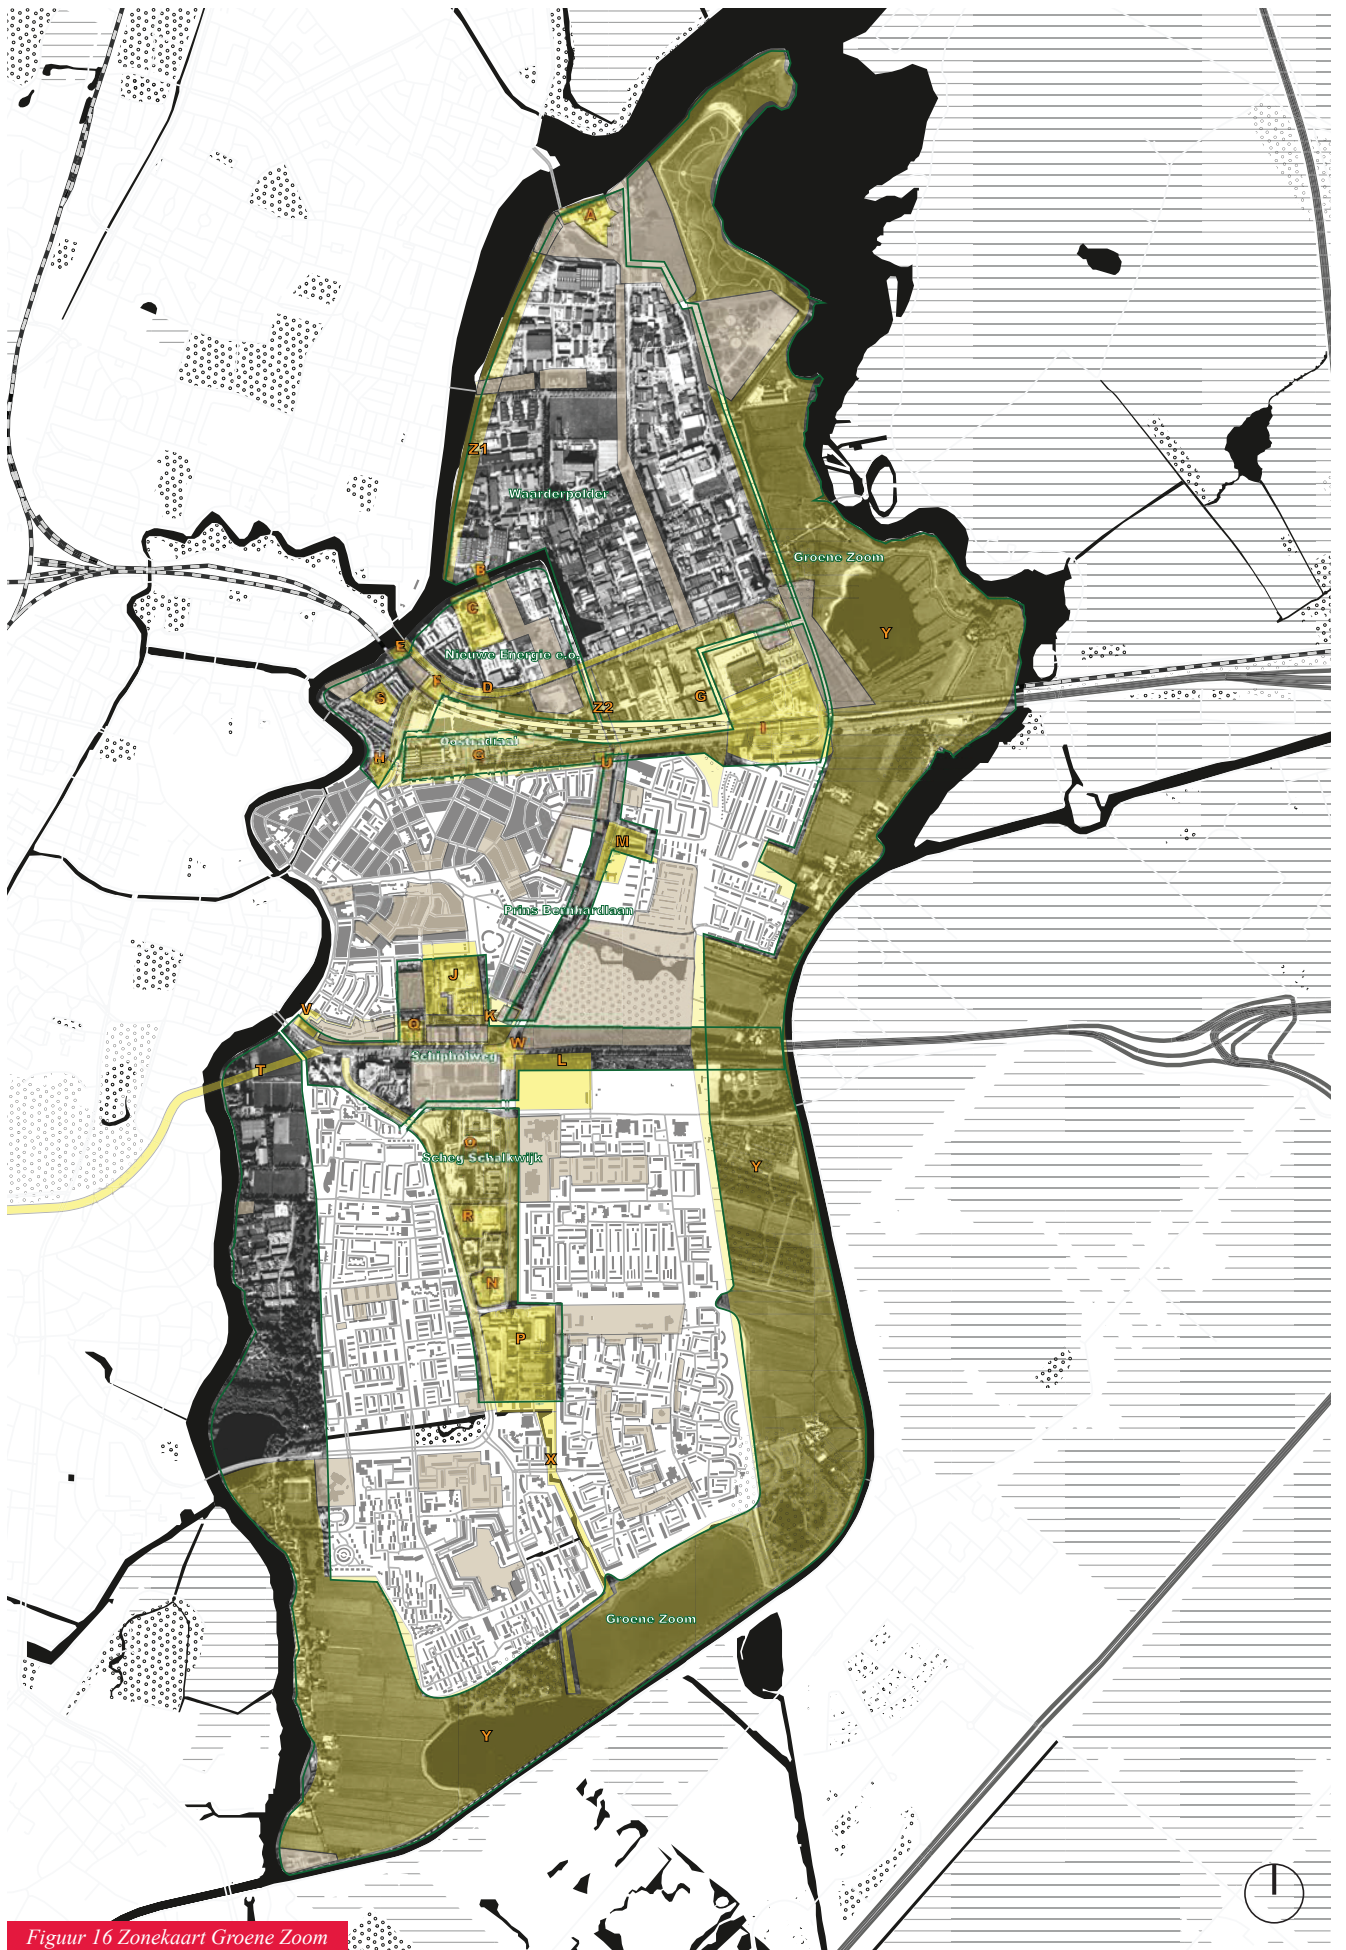 A
Z1
Waarderpolder
Groene Zoom
B
C
Y
E
Nieuwe Energie e.o.
F
D
S
G
Z2
I
Oostradiaal
H
G
U
M
Prins Bernhardlaan
J
V
K
Q
W
Schipholweg
L
T
O
Scheg Schalkwijk
Y
R
N
P
X
Groene Zoom
Y
Figuur 16 Zonekaart Groene Zoom